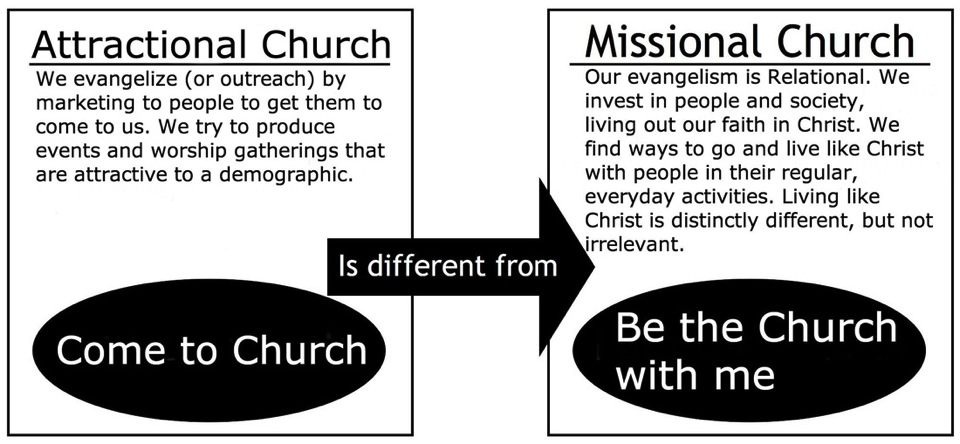 Attractional Church
We evangelize (or outreach) by
marketing to people to get them to
come to us. We try to produce
events and worship gatherings that
are attractive to a demographic.
Come to Church
Is different from
Missional Church
Our evangelism is Relational. We
invest in people and society,
living out our faith in Christ. We
find ways to go and live like Christ
with people in their regular,
everyday activities. Living like
Christ is distinctly different, but not
irrelevant.
Be the Church
with me